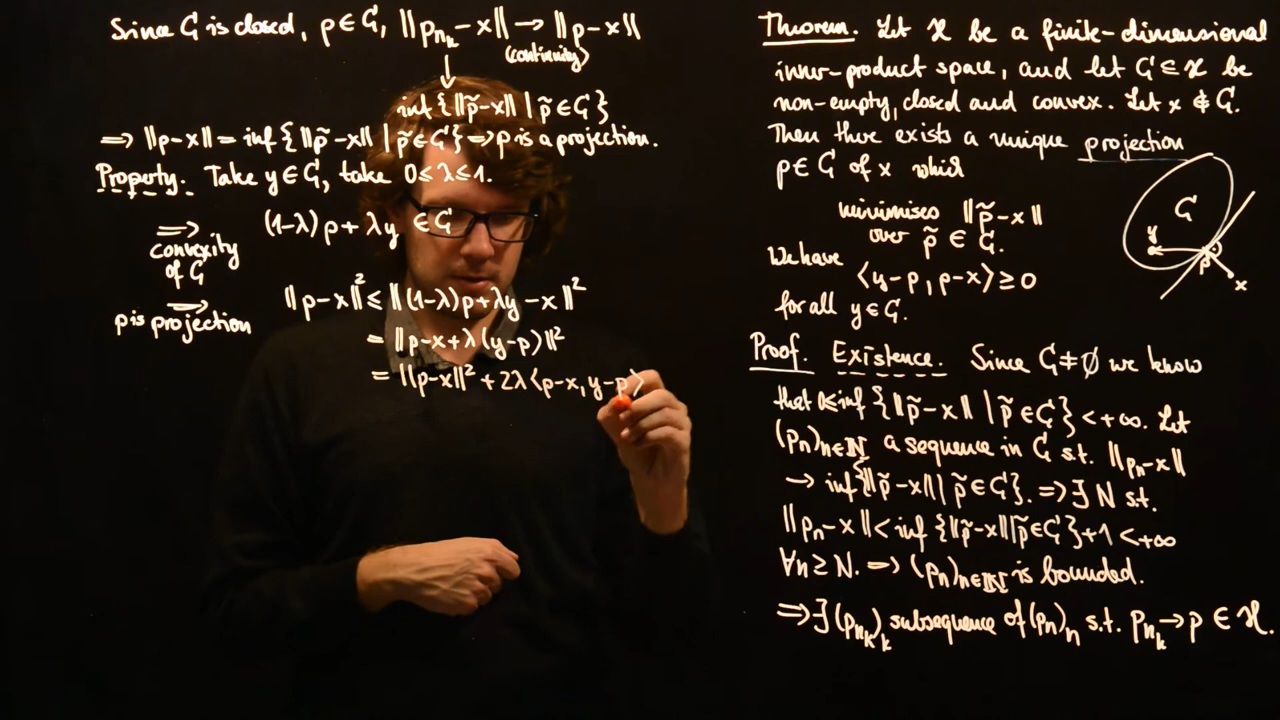 Since C is closed, p ∈ C, ‖p_{n_k} - x‖ → ‖p-x‖
(continuity)
↓
inf {‖p̃-x‖ | p̃ ∈ C}
⇒ ‖p-x‖ = inf {‖p̃-x‖ | p̃ ∈ C} ⇒ p is a projection.
Property. Take y ∈ C, take 0 ≤ λ ≤ 1.
⇒ (1-λ)p + λy ∈ C
convexity
of C
⇒ ‖p-x‖² ≤ ‖(1-λ)p + λy - x‖²
p is projection
= ‖p-x+λ(y-p)‖²
= ‖p-x‖² + 2λ⟨p-x, y-p⟩
Theorem. Let H be a finite-dimensional
inner-product space, and let C ⊆ H be
non-empty, closed and convex. Let x ∉ C.
Then there exists a unique projection
p ∈ C of x which
minimises ‖p̃-x‖
over p̃ ∈ C.
We have
⟨y-p, p-x⟩ ≥ 0
for all y ∈ C.
C
y
p
x
Proof. Existence. Since C ≠ ∅ we know
that 0 ≤ inf {‖p̃-x‖ | p̃ ∈ C} < +∞. Let
(p_n)_{n∈ℕ} a sequence in C s.t. ‖p_n-x‖
→ inf {‖p̃-x‖ | p̃ ∈ C}. ⇒ ∃ N s.t.
‖p_n-x‖ < inf {‖p̃-x‖ | p̃ ∈ C} + 1 < +∞
∀n ≥ N. ⇒ (p_n)_{n∈ℕ} is bounded.
⇒ ∃ (p_{n_k})_k subsequence of (p_n)_n s.t. p_{n_k} → p ∈ H.